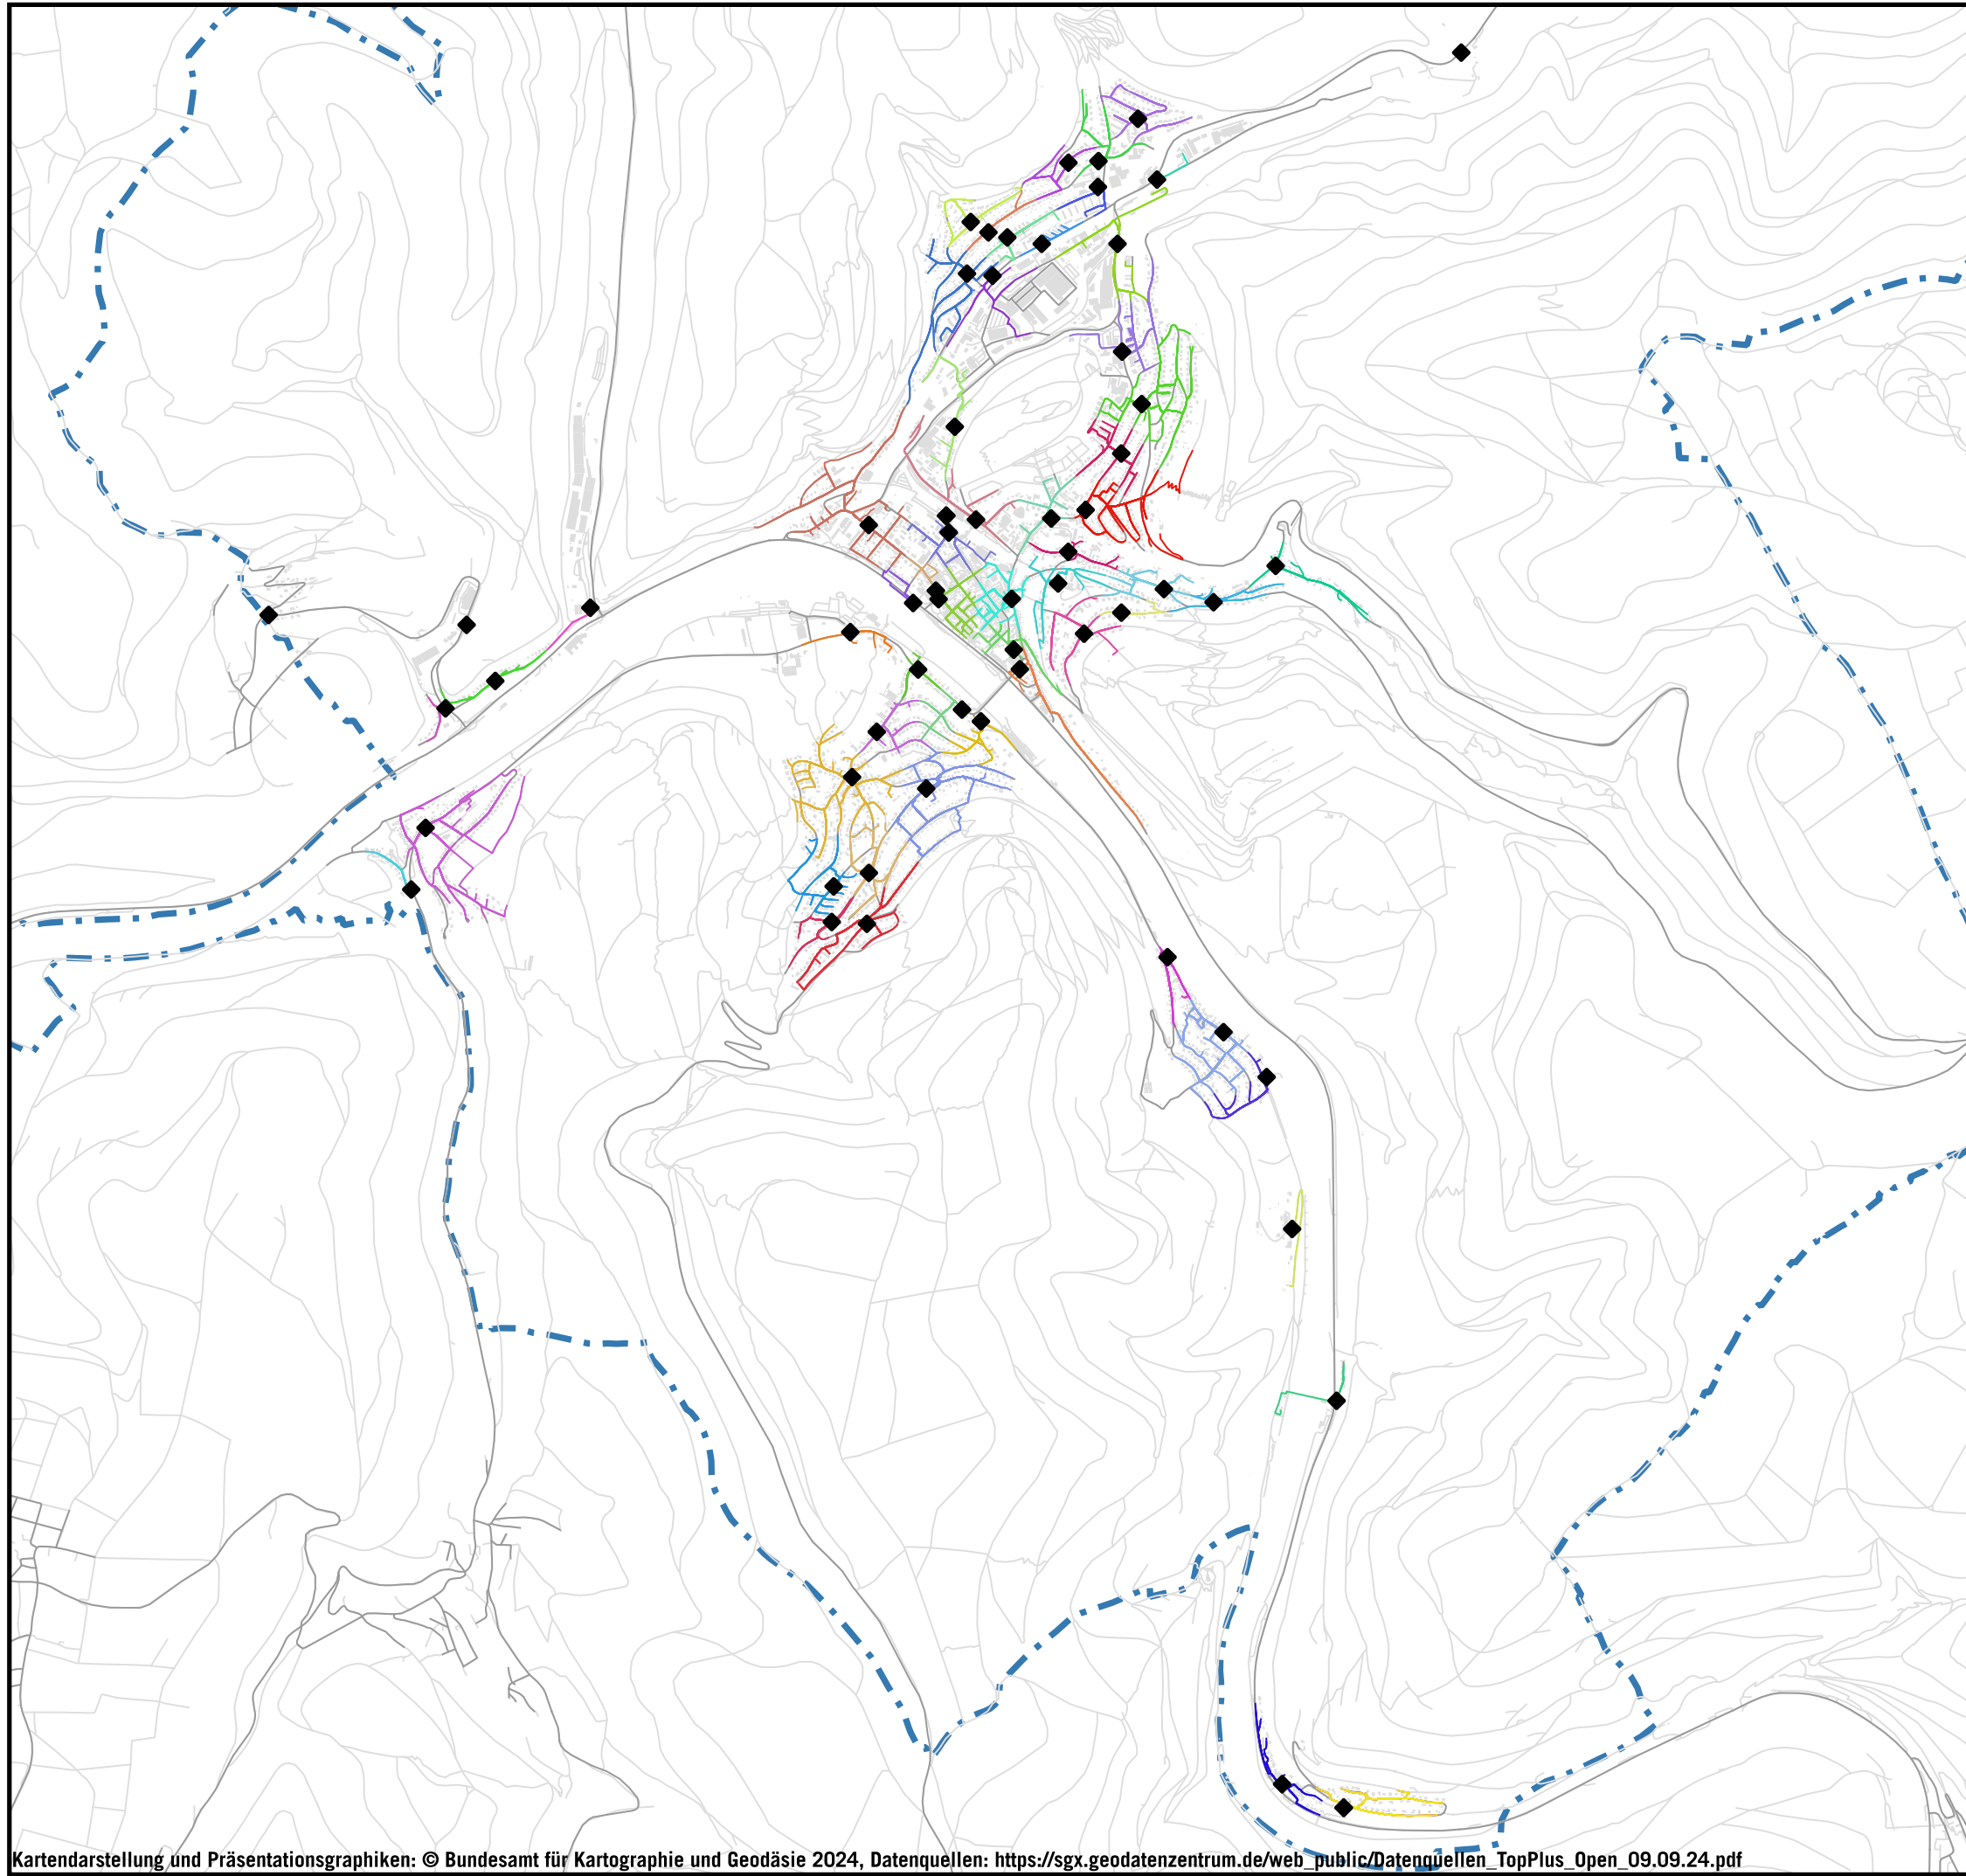 Kartendarstellung und Präsentationsgraphiken: © Bundesamt für Kartographie und Geodäsie 2024, Datenquellen: https://sgx.geodatenzentrum.de/web_public/Datenquellen_TopPlus_Open_09.09.24.pdf